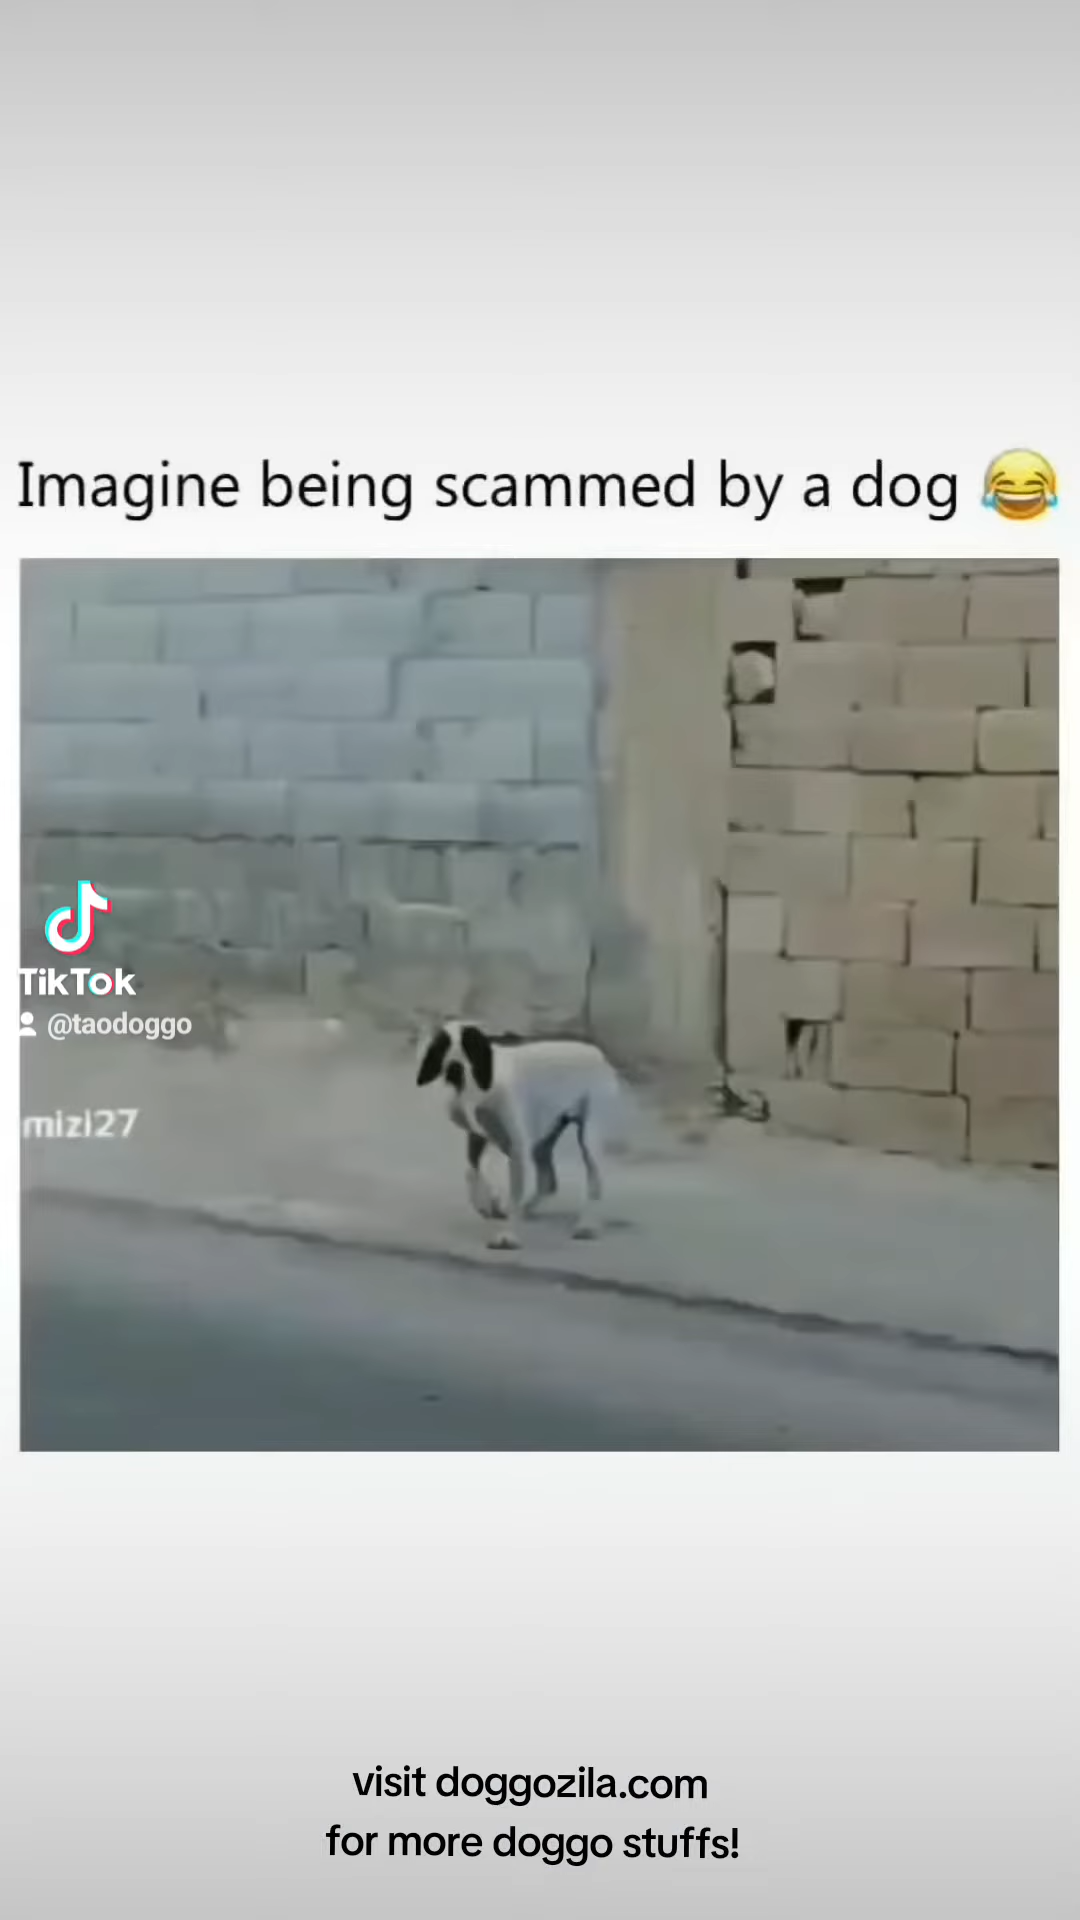 Imagine being scammed by a dog 😂
TikTok
@taodoggo
mizi27
visit doggozila.com
for more doggo stuffs!